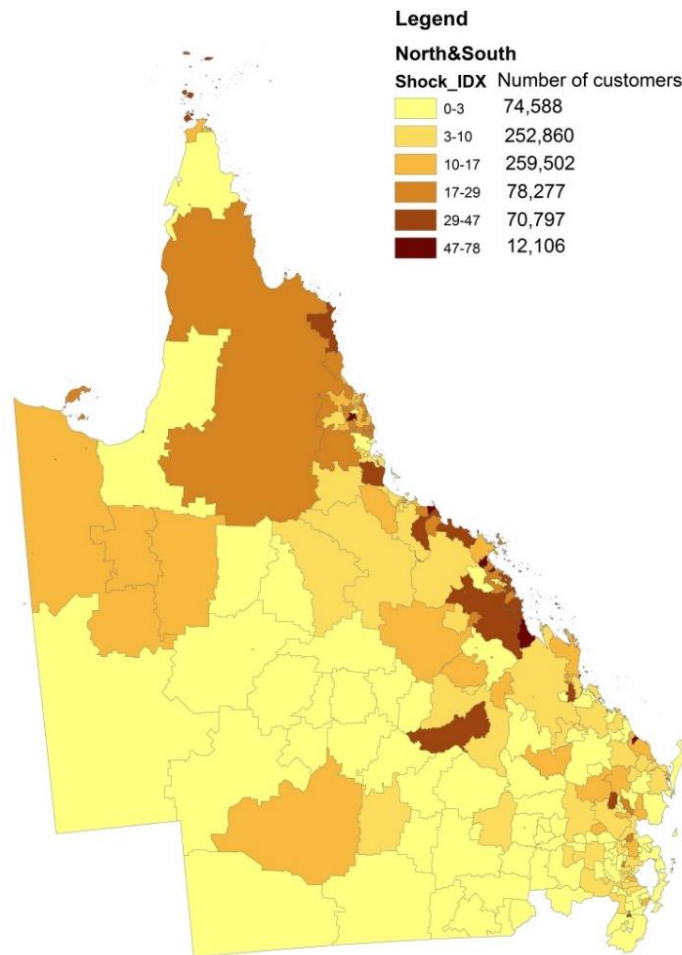 Legend
North&South
Shock_IDX Number of customers
0-3 74,588
3-10 252,860
10-17 259,502
17-29 78,277
29-47 70,797
47-78 12,106